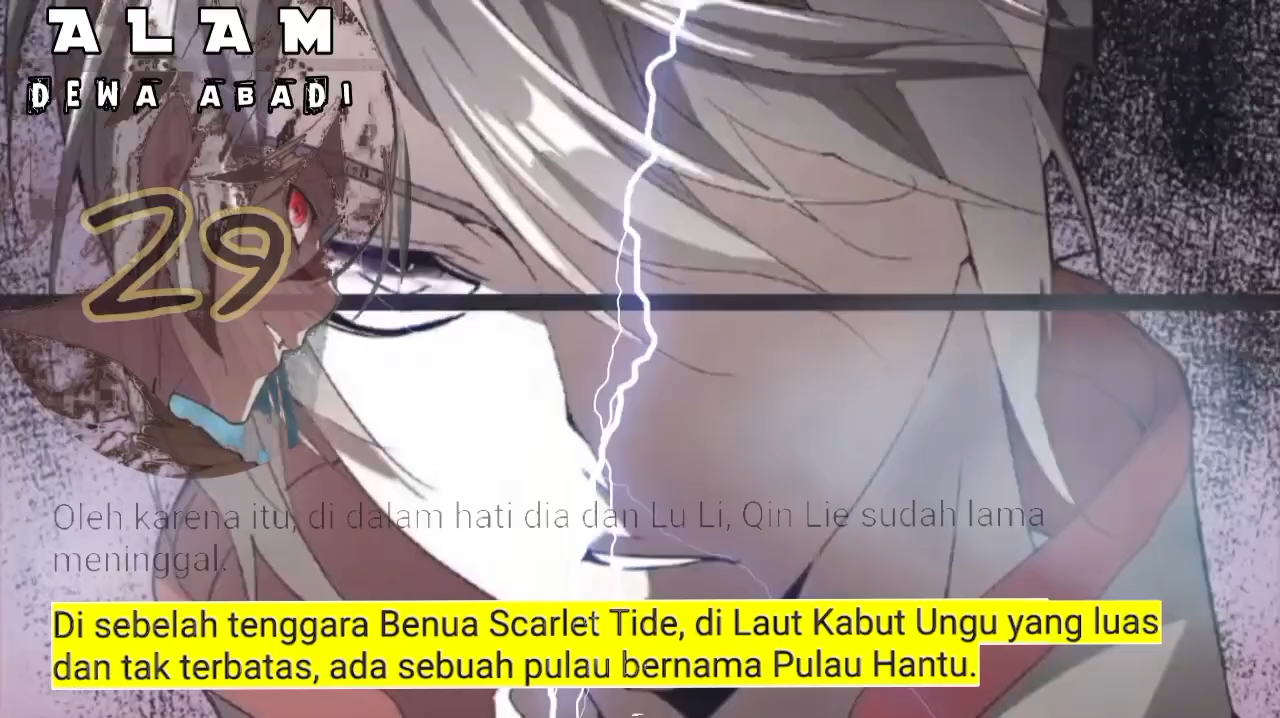 ALAM
DEWA ABADI
29
Oleh karena itu, di dalam hati dia dan Lu Li, Qin Lie sudah lama
meninggal.
Di sebelah tenggara Benua Scarlet Tide, di Laut Kabut Ungu yang luas
dan tak terbatas, ada sebuah pulau bernama Pulau Hantu.